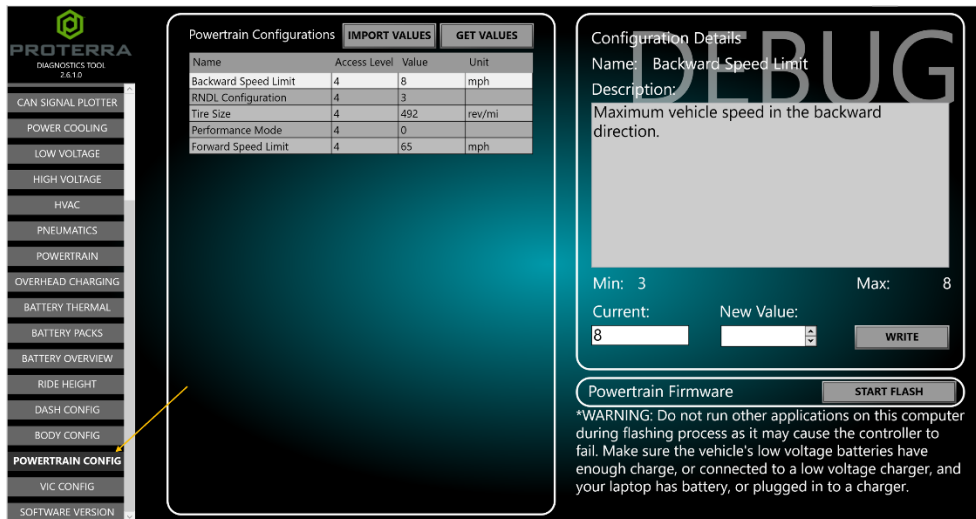 PROTERRA
DIAGNOSTICS TOOL
2.6.1.0
CAN SIGNAL PLOTTER
POWER COOLING
LOW VOLTAGE
HIGH VOLTAGE
HVAC
PNEUMATICS
POWERTRAIN
OVERHEAD CHARGING
BATTERY THERMAL
BATTERY PACKS
BATTERY OVERVIEW
RIDE HEIGHT
DASH CONFIG
BODY CONFIG
POWERTRAIN CONFIG
VIC CONFIG
SOFTWARE VERSION
Powertrain Configurations IMPORT VALUES GET VALUES
Name Access Level Value Unit
Backward Speed Limit 4 8 mph
RNDL Configuration 4 3
Tire Size 4 492 rev/mi
Performance Mode 4 0
Forward Speed Limit 4 65 mph
DEBUG
Configuration Details
Name: Backward Speed Limit
Description:
Maximum vehicle speed in the backward
direction.
Min: 3 Max: 8
Current: New Value:
8 WRITE
Powertrain Firmware START FLASH
*WARNING: Do not run other applications on this computer
during flashing process as it may cause the controller to
fail. Make sure the vehicle's low voltage batteries have
enough charge, or connected to a low voltage charger, and
your laptop has battery, or plugged in to a charger.